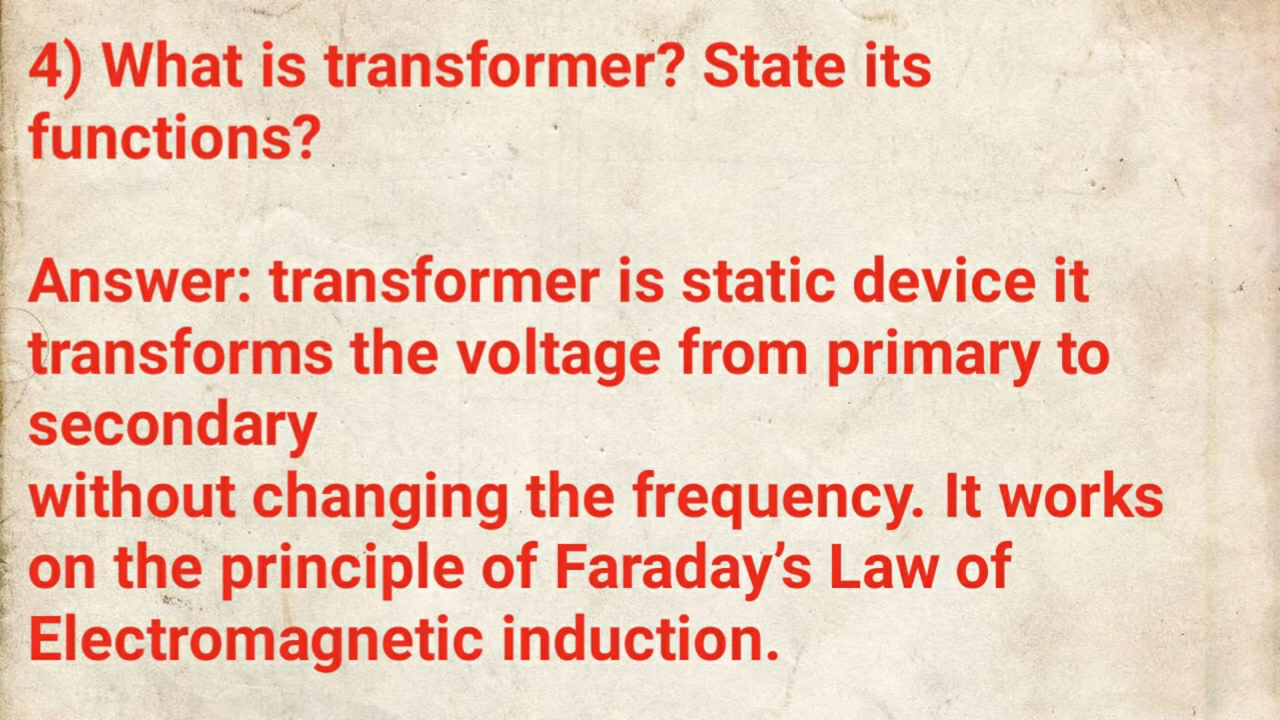 4) What is transformer? State its
functions?
Answer: transformer is static device it
transforms the voltage from primary to
secondary
without changing the frequency. It works
on the principle of Faraday’s Law of
Electromagnetic induction.